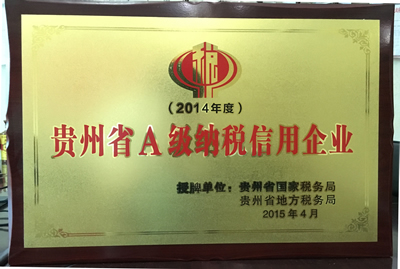 税
(2014年度)
贵州省A级纳税信用企业
授牌单位：贵州省国家税务局
贵州省地方税务局
2015年4月